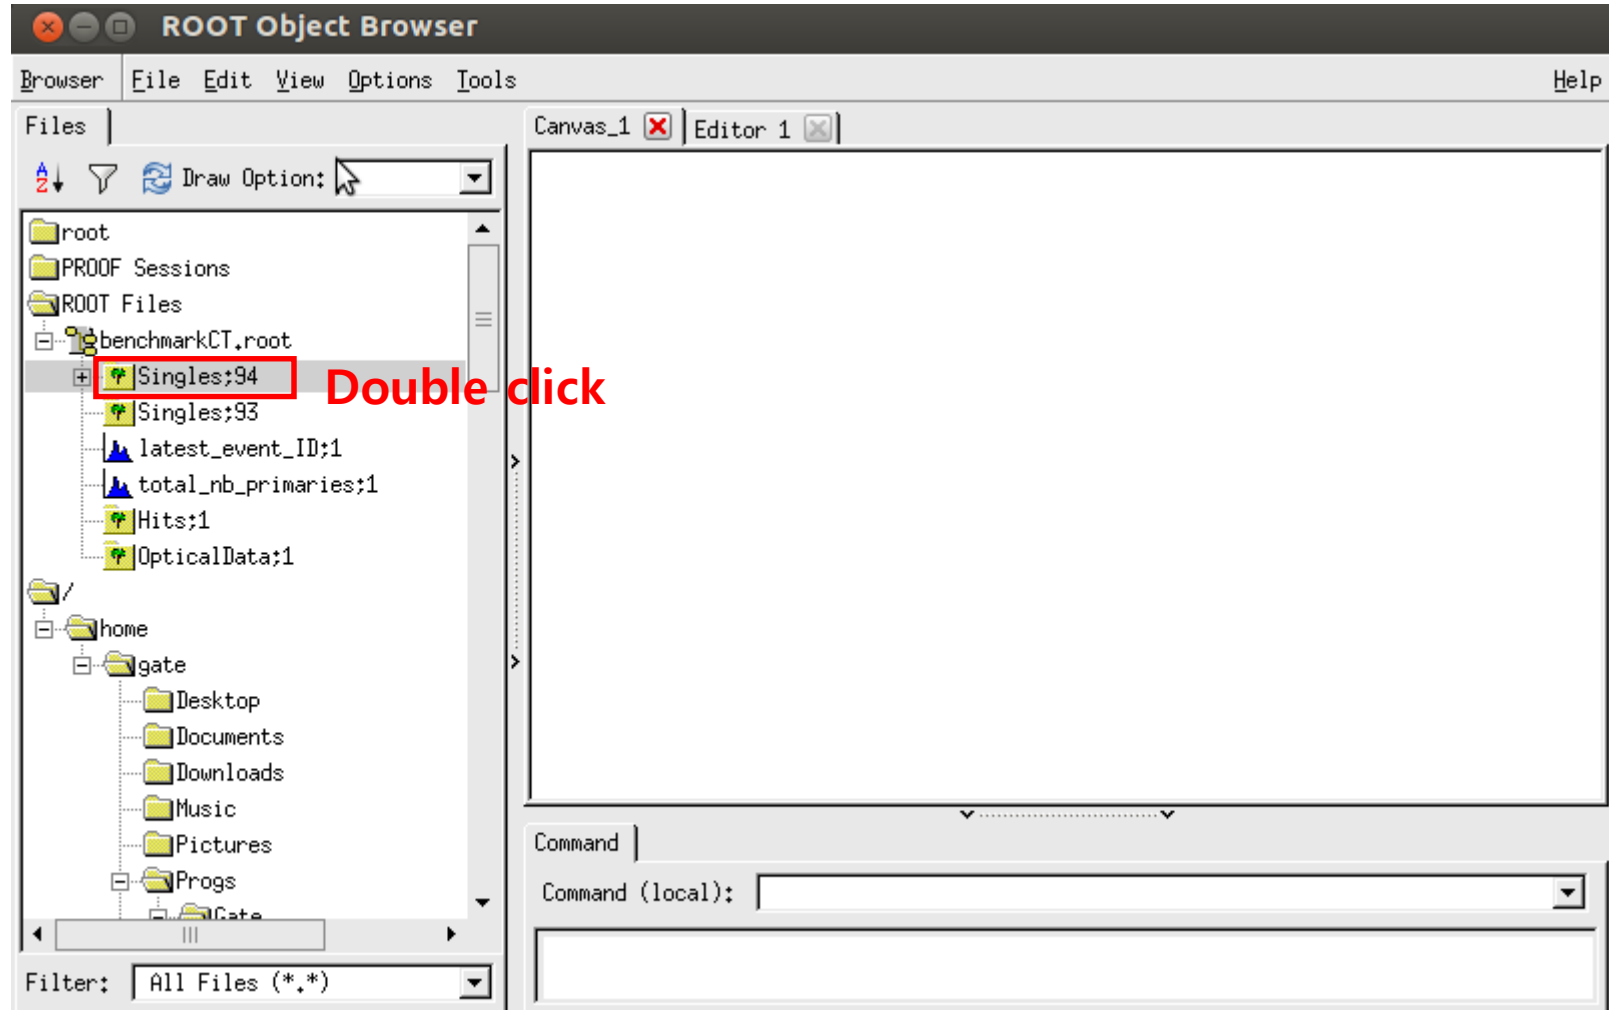 ROOT Object Browser
Browser File Edit View Options Tools Help
Files
Canvas_1 Editor 1
Draw Option:
root
PROOF Sessions
ROOT Files
benchmarkCT.root
Singles;94
Double click
Singles;93
latest_event_ID;1
total_nb_primaries;1
Hits;1
OpticalData;1
/
home
gate
Desktop
Documents
Downloads
Music
Pictures
Progs
Gate
Filter: All Files (*.*)
Command
Command (local):